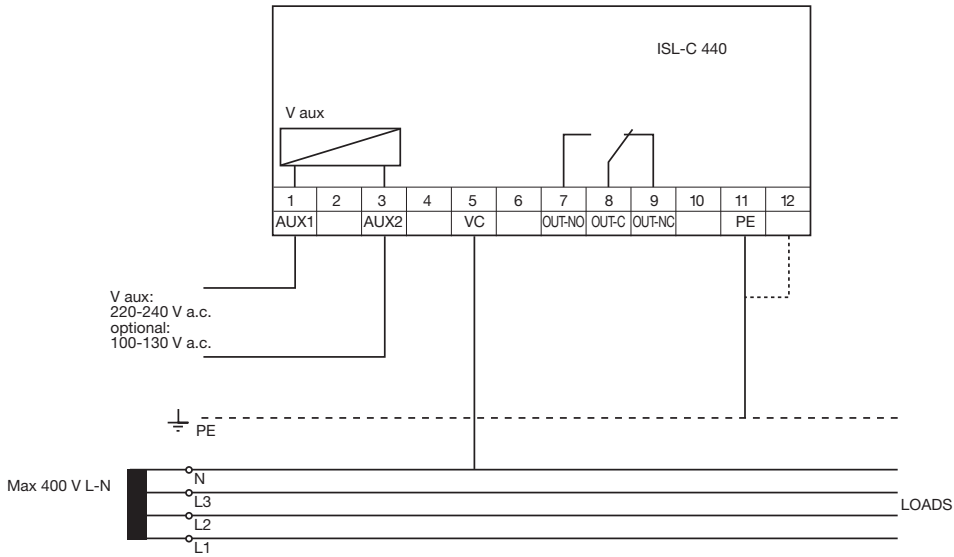 ISL-C 440
V aux
1 2 3 4 5 6 7 8 9 10 11 12
AUX1 AUX2 VC OUT-NO OUT-C OUT-NC PE
V aux:
220-240 V a.c.
optional:
100-130 V a.c.
PE
Max 400 V L-N
N
L3
L2
L1
LOADS